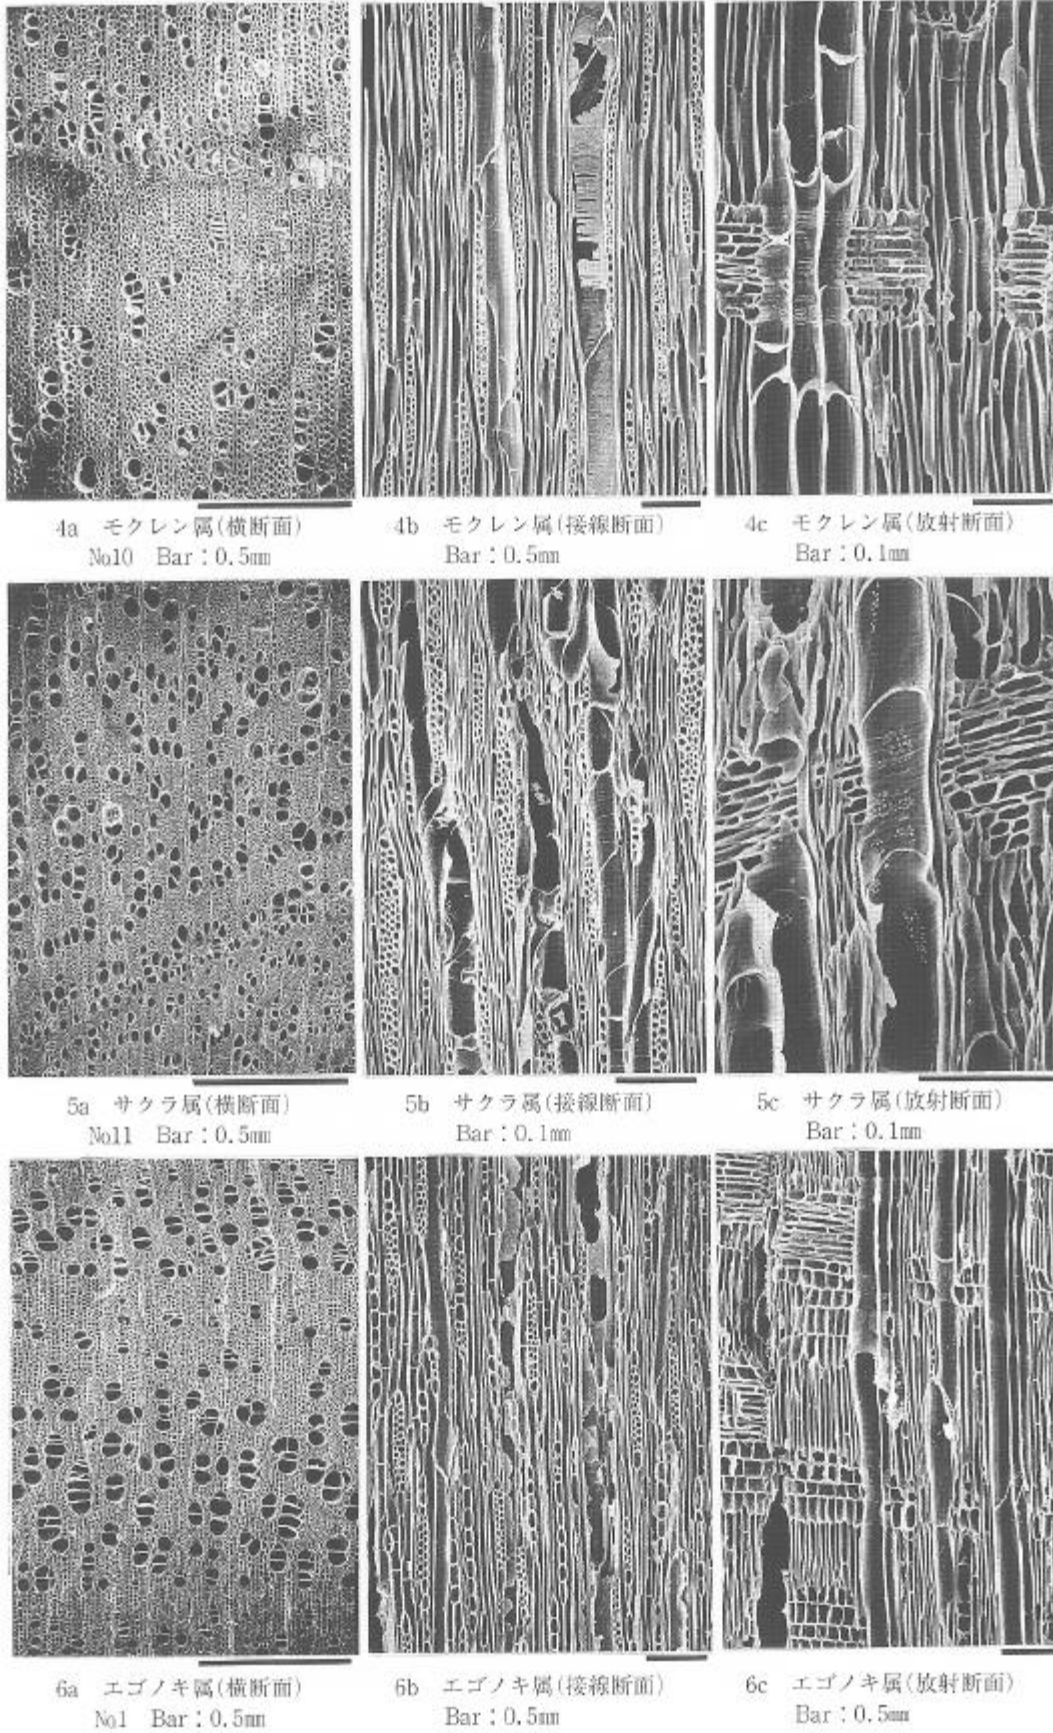 4a モクレン属(横断面)
No10 Bar:0.5mm
4b モクレン属(接線断面)
Bar:0.5mm
4c モクレン属(放射断面)
Bar:0.1mm
5a サクラ属(横断面)
No11 Bar:0.5mm
5b サクラ属(接線断面)
Bar:0.1mm
5c サクラ属(放射断面)
Bar:0.1mm
6a エゴノキ属(横断面)
No1 Bar:0.5mm
6b エゴノキ属(接線断面)
Bar:0.5mm
6c エゴノキ属(放射断面)
Bar:0.5mm